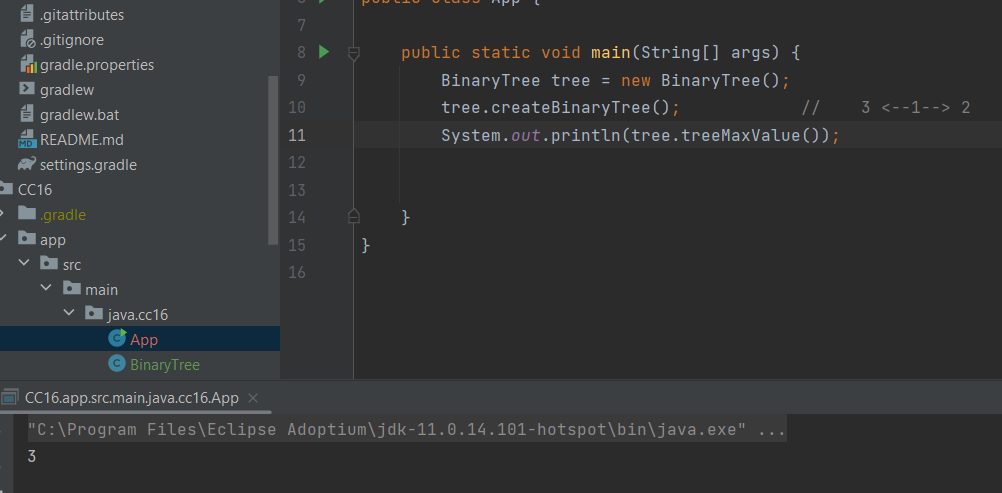 .gitattributes
.gitignore
gradle.properties
gradlew
gradlew.bat
README.md
settings.gradle
CC16
.gradle
app
src
main
java.cc16
App
BinaryTree
6 public class App {
7
8 public static void main(String[] args) {
9 BinaryTree tree = new BinaryTree();
10 tree.createBinaryTree(); // 3 <--1--> 2
11 System.out.println(tree.treeMaxValue());
12
13
14 }
15 }
16
CC16.app.src.main.java.cc16.App
"C:\Program Files\Eclipse Adoptium\jdk-11.0.14.101-hotspot\bin\java.exe" ...
3